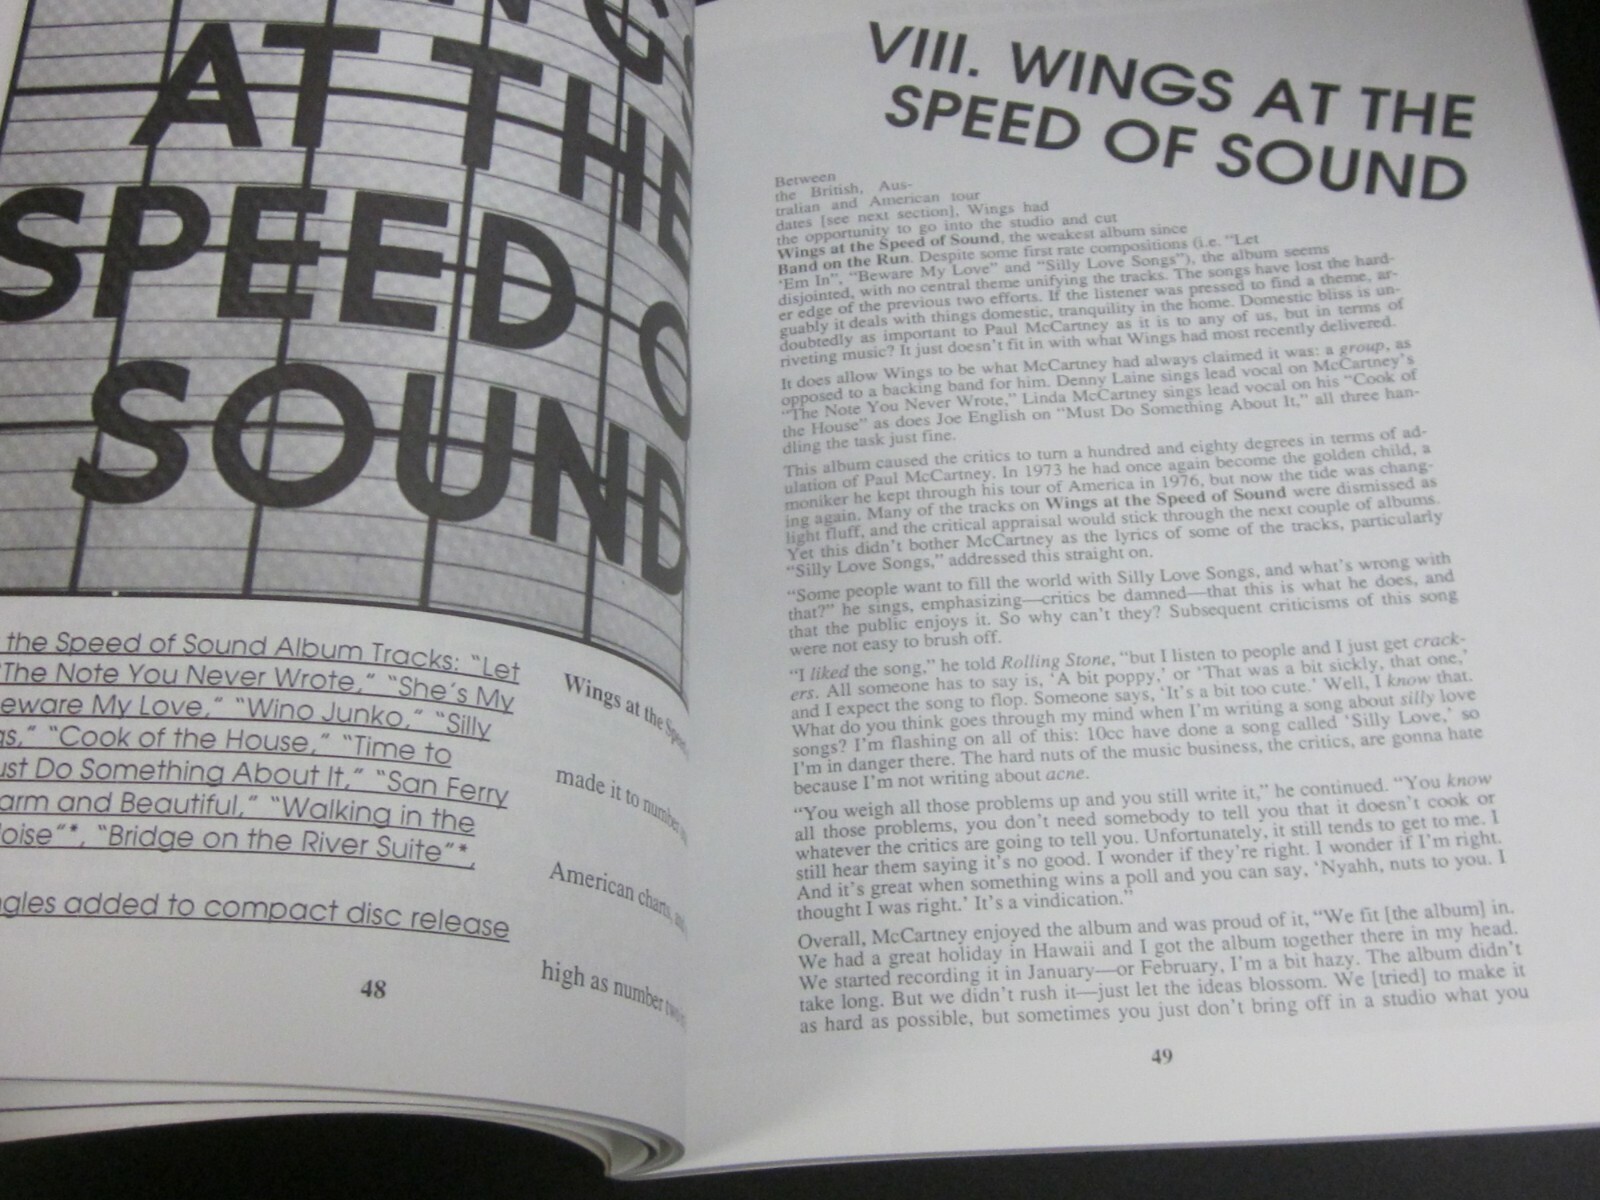 AT THE
SPEED O
SOUND
the Speed of Sound Album Tracks: “Let
“The Note You Never Wrote,” “She’s My
eware My Love,” “Wino Junko,” “Silly
gs,” “Cook of the House,” “Time to
ust Do Something About It,” “San Ferry
arm and Beautiful,” “Walking in the
oise”*, “Bridge on the River Suite”*,
ngles added to compact disc release
Wings at the Speed
made it to number
American charts,
high as number two
48
VIII. WINGS AT THE
SPEED OF SOUND
Between
the British, Aus-
tralian and American tour
dates [see next section], Wings had
the opportunity to go into the studio and cut
Wings at the Speed of Sound, the weakest album since
Band on the Run. Despite some first rate compositions (i.e. “Let
‘Em In”, “Beware My Love” and “Silly Love Songs”), the album seems
disjointed, with no central theme unifying the tracks. The songs have lost the hard-
er edge of the previous two efforts. If the listener was pressed to find a theme, ar-
guably it deals with things domestic, tranquility in the home. Domestic bliss is un-
doubtedly as important to Paul McCartney as it is to any of us, but in terms of
riveting music? It just doesn’t fit in with what Wings had most recently delivered.
It does allow Wings to be what McCartney had always claimed it was: a group, as
opposed to a backing band for him. Denny Laine sings lead vocal on McCartney’s
“The Note You Never Wrote,” Linda McCartney sings lead vocal on his “Cook of
the House” as does Joe English on “Must Do Something About It,” all three han-
dling the task just fine.
This album caused the critics to turn a hundred and eighty degrees in terms of ad-
ulation of Paul McCartney. In 1973 he had once again become the golden child, a
moniker he kept through his tour of America in 1976, but now the tide was chang-
ing again. Many of the tracks on Wings at the Speed of Sound were dismissed as
light fluff, and the critical appraisal would stick through the next couple of albums.
Yet this didn’t bother McCartney as the lyrics of some of the tracks, particularly
“Silly Love Songs,” addressed this straight on.
“Some people want to fill the world with Silly Love Songs, and what’s wrong with
that?” he sings, emphasizing—critics be damned—that this is what he does, and
that the public enjoys it. So why can’t they? Subsequent criticisms of this song
were not easy to brush off.
“I liked the song,” he told Rolling Stone, “but I listen to people and I just get crack-
ers. All someone has to say is, ‘A bit poppy,’ or ‘That was a bit sickly, that one,’
and I expect the song to flop. Someone says, ‘It’s a bit too cute.’ Well, I know that.
What do you think goes through my mind when I’m writing a song about silly love
songs? I’m flashing on all of this: 10cc have done a song called ‘Silly Love,’ so
I’m in danger there. The hard nuts of the music business, the critics, are gonna hate
because I’m not writing about acne.
“You weigh all those problems up and you still write it,” he continued. “You know
all those problems, you don’t need somebody to tell you that it doesn’t cook or
whatever the critics are going to tell you. Unfortunately, it still tends to get to me. I
still hear them saying it’s no good. I wonder if they’re right. I wonder if I’m right.
And it’s great when something wins a poll and you can say, ‘Nyahh, nuts to you. I
thought I was right.’ It’s a vindication.”
Overall, McCartney enjoyed the album and was proud of it, “We fit [the album] in.
We had a great holiday in Hawaii and I got the album together there in my head.
We started recording it in January—or February, I’m a bit hazy. The album didn’t
take long. But we didn’t rush it—just let the ideas blossom. We [tried] to make it
as hard as possible, but sometimes you just don’t bring off in a studio what you
49